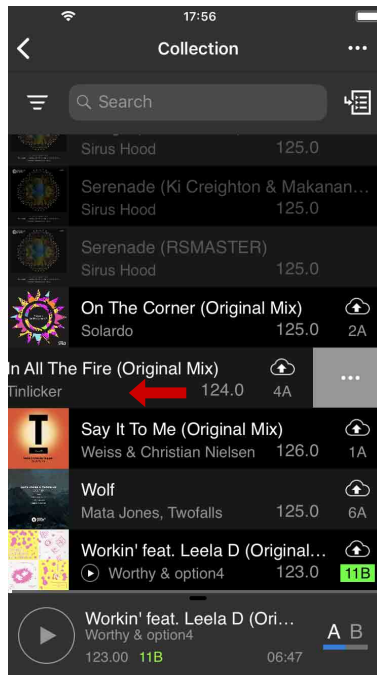 17:56
Collection
Search
Sirus Hood 125.0
Serenade (Ki Creighton & Makanan...
Sirus Hood 125.0
Serenade (RSMASTER)
Sirus Hood 125.0
On The Corner (Original Mix)
Solardo 125.0 2A
In All The Fire (Original Mix)
Tinlicker 124.0 4A
Say It To Me (Original Mix)
Weiss & Christian Nielsen 126.0 1A
Wolf
Mata Jones, Twofalls 125.0 6A
Workin' feat. Leela D (Original...
Worthy & option4 123.0 11B
Workin' feat. Leela D (Ori...
Worthy & option4
A B
123.00 11B 06:47